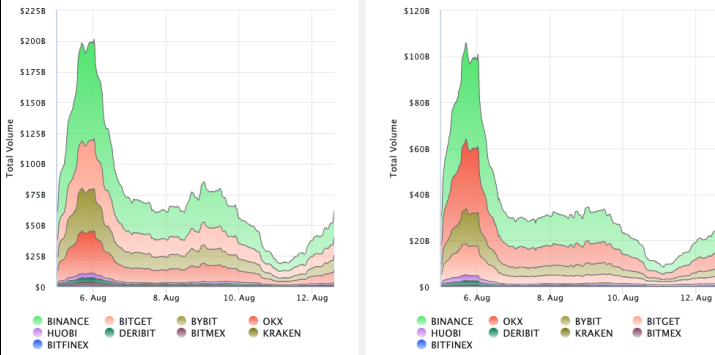 $225B
$200B
$175B
$150B
$125B
$100B
$75B
$50B
$25B
$0
Total Volume
6. Aug 8. Aug 10. Aug 12. Aug
BINANCE BITGET BYBIT OKX
HUOBI DERIBIT BITMEX KRAKEN
BITFINEX
$120B
$100B
$80B
$60B
$40B
$20B
$0
Total Volume
6. Aug 8. Aug 10. Aug 12. Aug
BINANCE OKX BYBIT BITGET
HUOBI DERIBIT KRAKEN BITMEX
BITFINEX